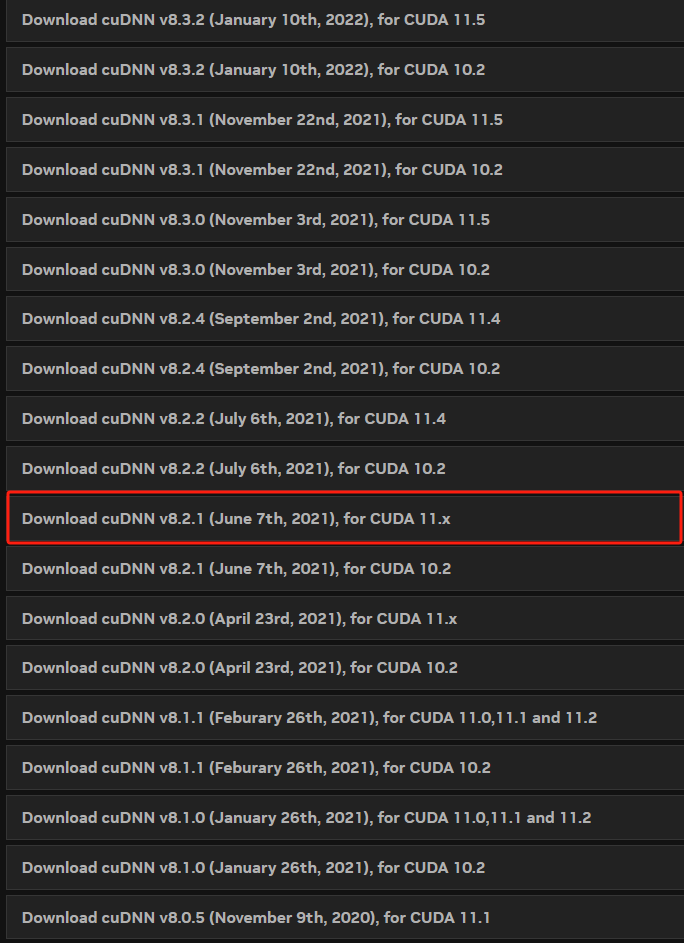 Download cuDNN v8.3.2 (January 10th, 2022), for CUDA 11.5
Download cuDNN v8.3.2 (January 10th, 2022), for CUDA 10.2
Download cuDNN v8.3.1 (November 22nd, 2021), for CUDA 11.5
Download cuDNN v8.3.1 (November 22nd, 2021), for CUDA 10.2
Download cuDNN v8.3.0 (November 3rd, 2021), for CUDA 11.5
Download cuDNN v8.3.0 (November 3rd, 2021), for CUDA 10.2
Download cuDNN v8.2.4 (September 2nd, 2021), for CUDA 11.4
Download cuDNN v8.2.4 (September 2nd, 2021), for CUDA 10.2
Download cuDNN v8.2.2 (July 6th, 2021), for CUDA 11.4
Download cuDNN v8.2.2 (July 6th, 2021), for CUDA 10.2
Download cuDNN v8.2.1 (June 7th, 2021), for CUDA 11.x
Download cuDNN v8.2.1 (June 7th, 2021), for CUDA 10.2
Download cuDNN v8.2.0 (April 23rd, 2021), for CUDA 11.x
Download cuDNN v8.2.0 (April 23rd, 2021), for CUDA 10.2
Download cuDNN v8.1.1 (Feburary 26th, 2021), for CUDA 11.0,11.1 and 11.2
Download cuDNN v8.1.1 (Feburary 26th, 2021), for CUDA 10.2
Download cuDNN v8.1.0 (January 26th, 2021), for CUDA 11.0,11.1 and 11.2
Download cuDNN v8.1.0 (January 26th, 2021), for CUDA 10.2
Download cuDNN v8.0.5 (November 9th, 2020), for CUDA 11.1